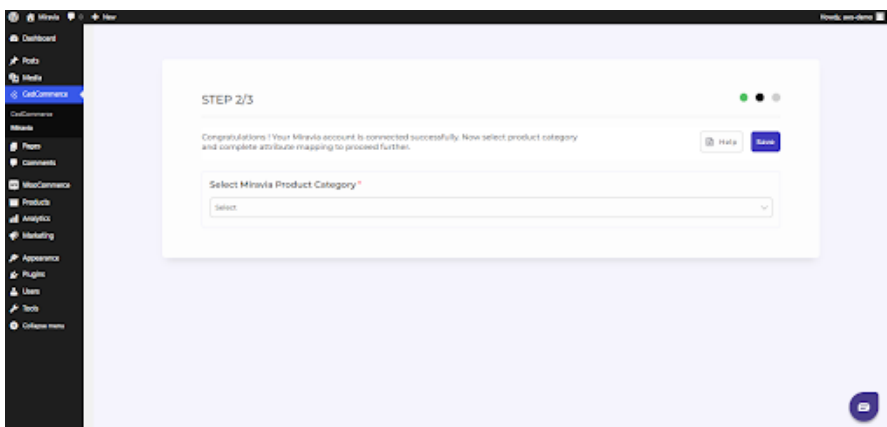 Miravia 0 + New
Howdy, woo-demo
Dashboard
Posts
Media
CedCommerce
CedCommerce
Miravia
Pages
Comments
WooCommerce
Products
Analytics
Marketing
Appearance
Plugins
Users
Tools
Collapse menu
STEP 2/3
Congratulations ! Your Miravia account is connected successfully. Now select product category
and complete attribute mapping to proceed further.
Help
Save
Select Miravia Product Category *
Select